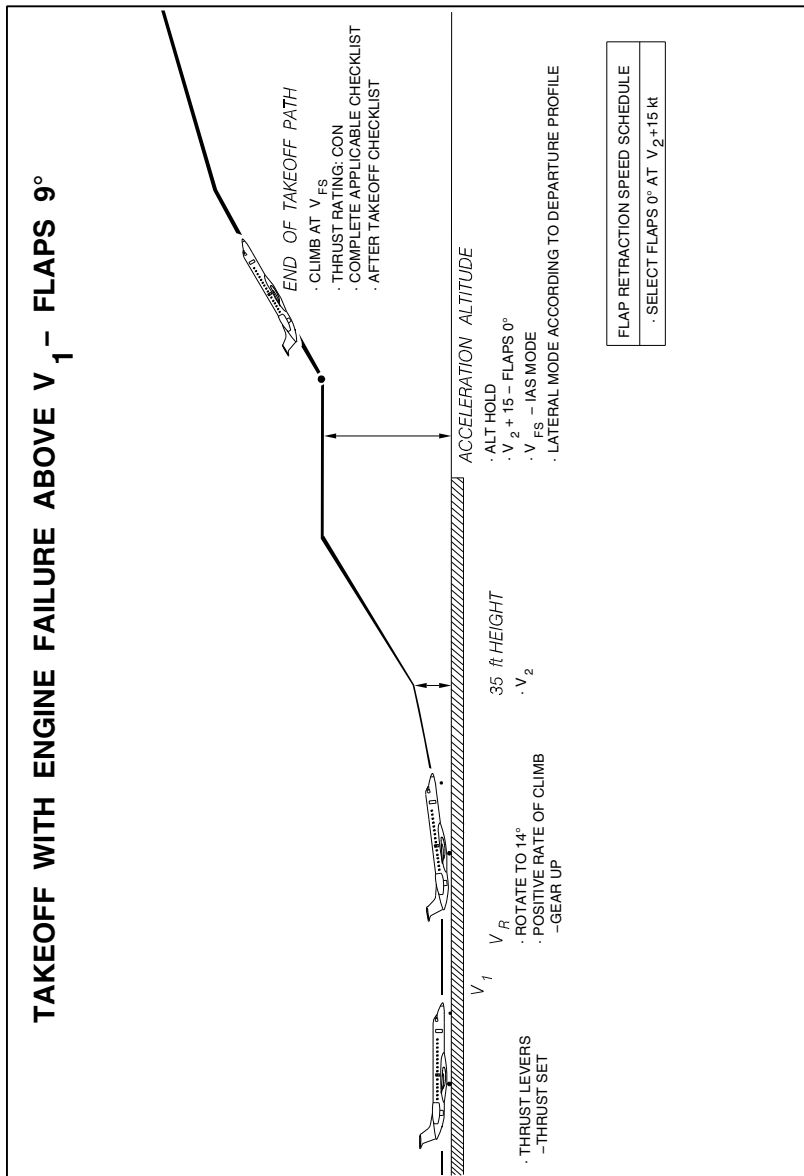 TAKEOFF WITH ENGINE FAILURE ABOVE V1 – FLAPS 9°
· THRUST LEVERS
–THRUST SET
V1
VR
· ROTATE TO 14°
· POSITIVE RATE OF CLIMB
–GEAR UP
35 ft HEIGHT
· V2
ACCELERATION ALTITUDE
· ALT HOLD
· V2 + 15 – FLAPS 0°
· VFS – IAS MODE
· LATERAL MODE ACCORDING TO DEPARTURE PROFILE
END OF TAKEOFF PATH
· CLIMB AT VFS
· THRUST RATING: CON
· COMPLETE APPLICABLE CHECKLIST
· AFTER TAKEOFF CHECKLIST
FLAP RETRACTION SPEED SCHEDULE
· SELECT FLAPS 0° AT V2+15 kt